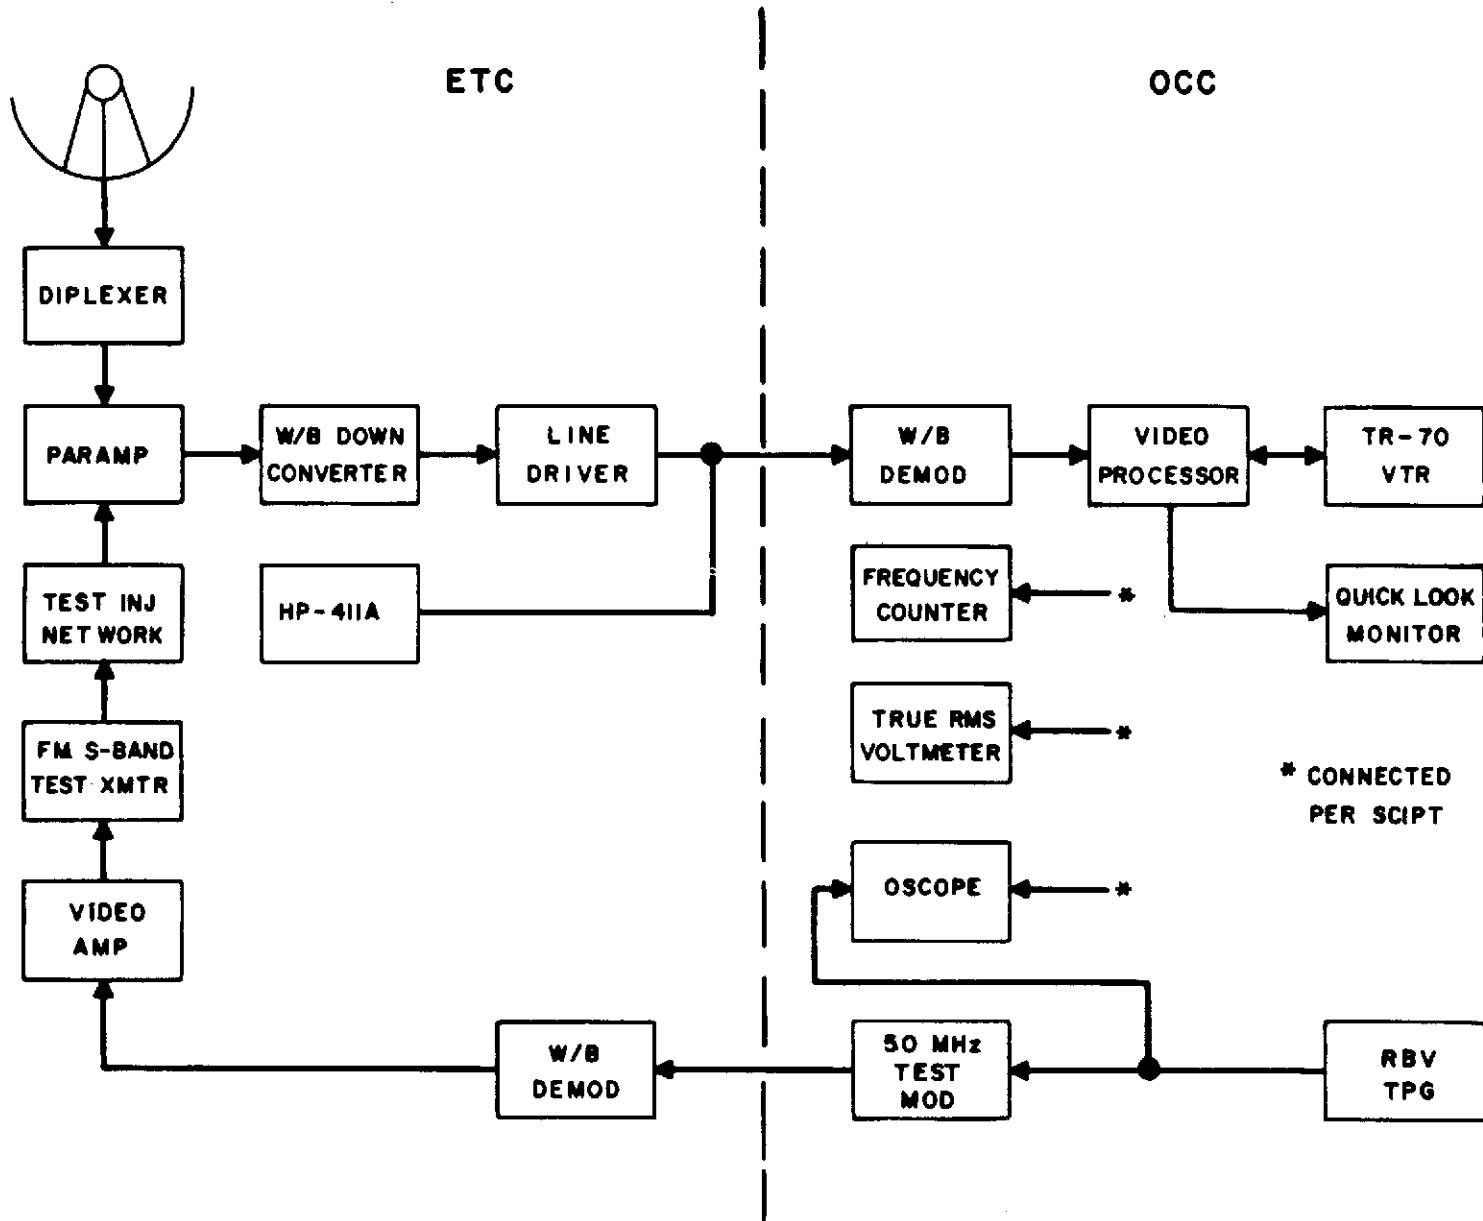 ETC
OCC
DIPLEXER
PARAMP
W/B DOWN
CONVERTER
LINE
DRIVER
W/B
DEMOD
VIDEO
PROCESSOR
TR-70
VTR
TEST INJ
NETWORK
HP-411A
FREQUENCY
COUNTER
*
QUICK LOOK
MONITOR
FM S-BAND
TEST XMTR
TRUE RMS
VOLTMETER
*
* CONNECTED
PER SCIPT
VIDEO
AMP
OSCOPE
*
W/B
DEMOD
50 MHz
TEST
MOD
RBV
TPG